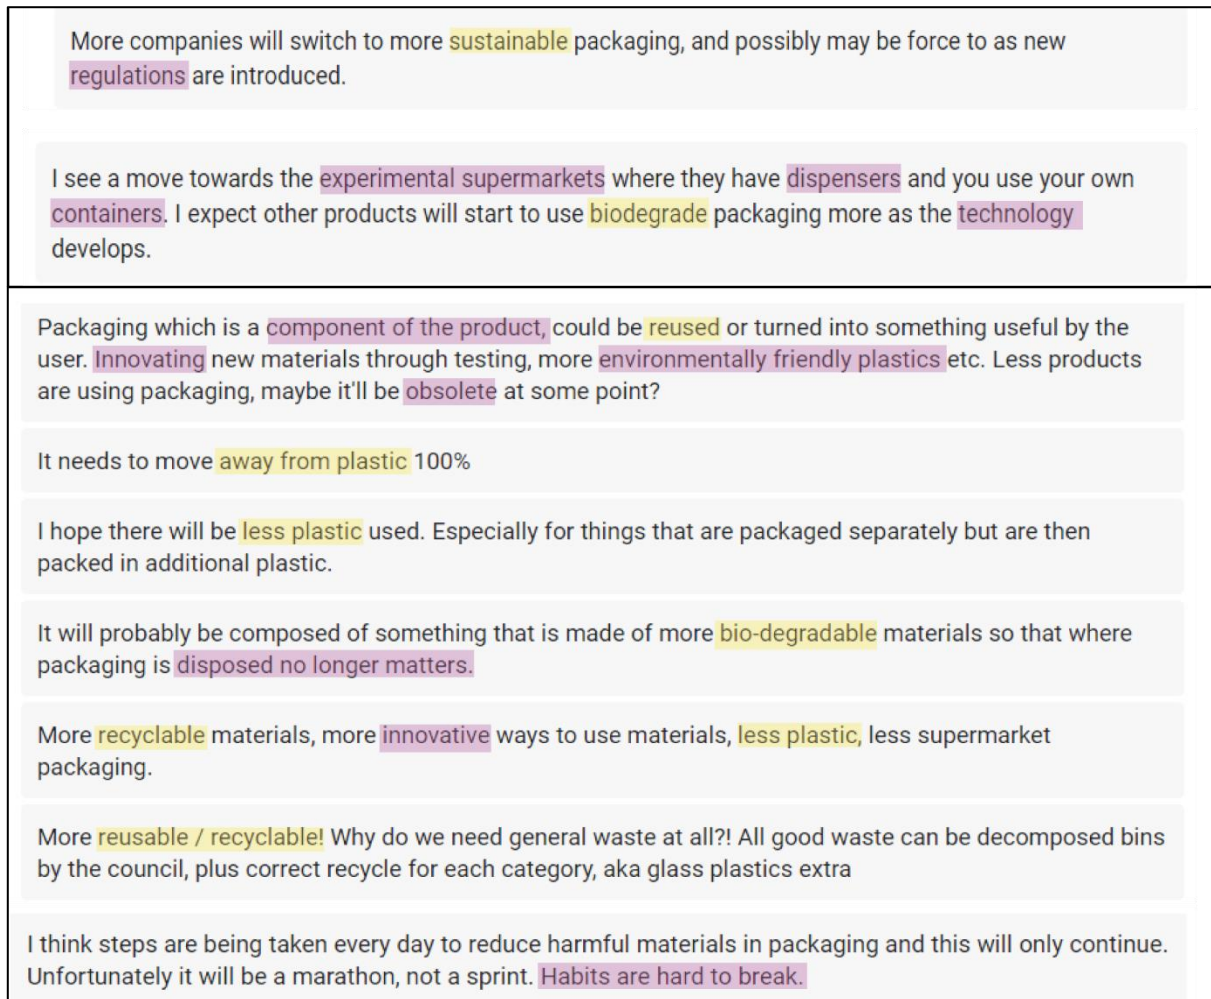 More companies will switch to more sustainable packaging, and possibly may be force to as new
regulations are introduced.
I see a move towards the experimental supermarkets where they have dispensers and you use your own
containers. I expect other products will start to use biodegrade packaging more as the technology
develops.
Packaging which is a component of the product, could be reused or turned into something useful by the
user. Innovating new materials through testing, more environmentally friendly plastics etc. Less products
are using packaging, maybe it'll be obsolete at some point?
It needs to move away from plastic 100%
I hope there will be less plastic used. Especially for things that are packaged separately but are then
packed in additional plastic.
It will probably be composed of something that is made of more bio-degradable materials so that where
packaging is disposed no longer matters.
More recyclable materials, more innovative ways to use materials, less plastic, less supermarket
packaging.
More reusable / recyclable! Why do we need general waste at all?! All good waste can be decomposed bins
by the council, plus correct recycle for each category, aka glass plastics extra
I think steps are being taken every day to reduce harmful materials in packaging and this will only continue.
Unfortunately it will be a marathon, not a sprint. Habits are hard to break.